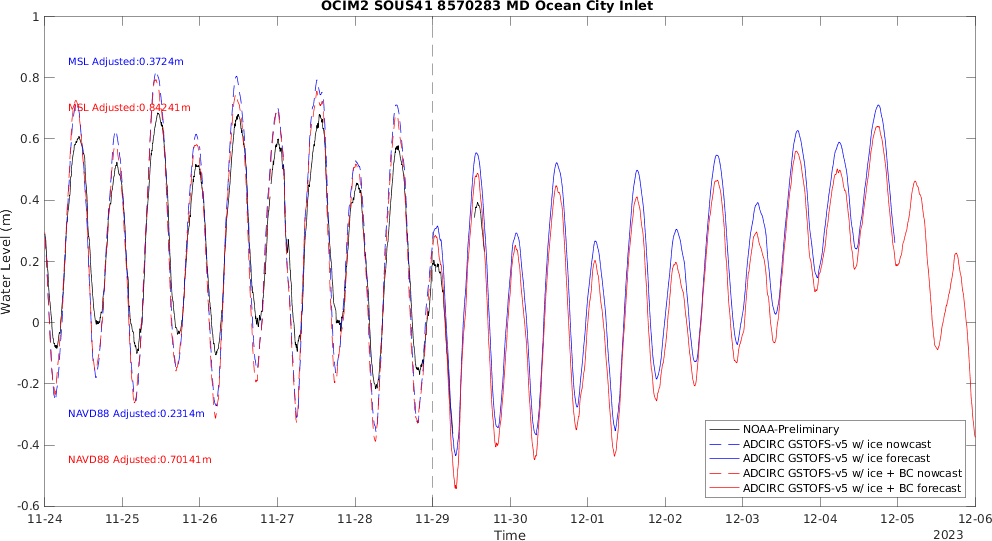 OCIM2 SOUS41 8570283 MD Ocean City Inlet
1
0.8
0.6
0.4
0.2
0
-0.2
-0.4
-0.6
Water Level (m)
MSL Adjusted:0.3724m
MSL Adjusted:0.84241m
NAVD88 Adjusted:0.2314m
NAVD88 Adjusted:0.70141m
NOAA-Preliminary
ADCIRC GSTOFS-v5 w/ ice nowcast
ADCIRC GSTOFS-v5 w/ ice forecast
ADCIRC GSTOFS-v5 w/ ice + BC nowcast
ADCIRC GSTOFS-v5 w/ ice + BC forecast
11-24 11-25 11-26 11-27 11-28 11-29 11-30 12-01 12-02 12-03 12-04 12-05 12-06
Time
2023